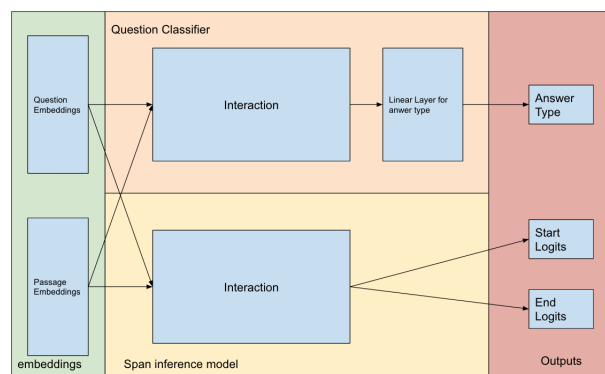 Question Classifier
Question
Embeddings
Interaction
Linear Layer for
anwer type
Answer
Type
Passage
Embeddings
Interaction
Start
Logits
End
Logits
embeddings
Span inference model
Outputs